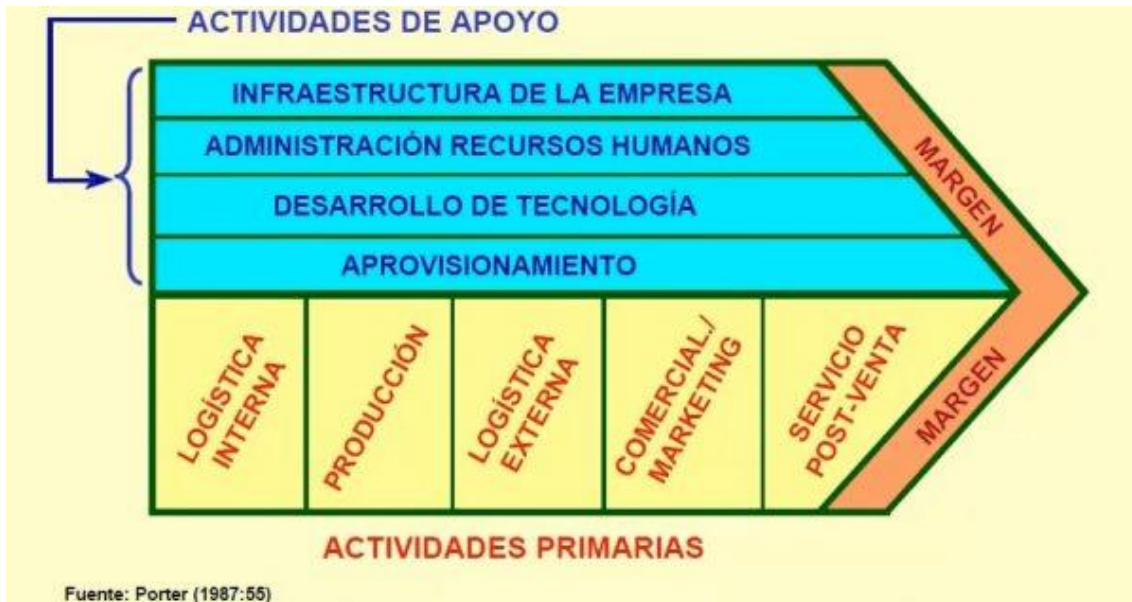 ACTIVIDADES DE APOYO
INFRAESTRUCTURA DE LA EMPRESA
ADMINISTRACIÓN RECURSOS HUMANOS
DESARROLLO DE TECNOLOGÍA
APROVISIONAMIENTO
MARGEN
LOGÍSTICA
INTERNA
PRODUCCIÓN
LOGÍSTICA
EXTERNA
COMERCIAL./
MARKETING
SERVICIO
POST-VENTA
MARGEN
ACTIVIDADES PRIMARIAS
Fuente: Porter (1987:55)